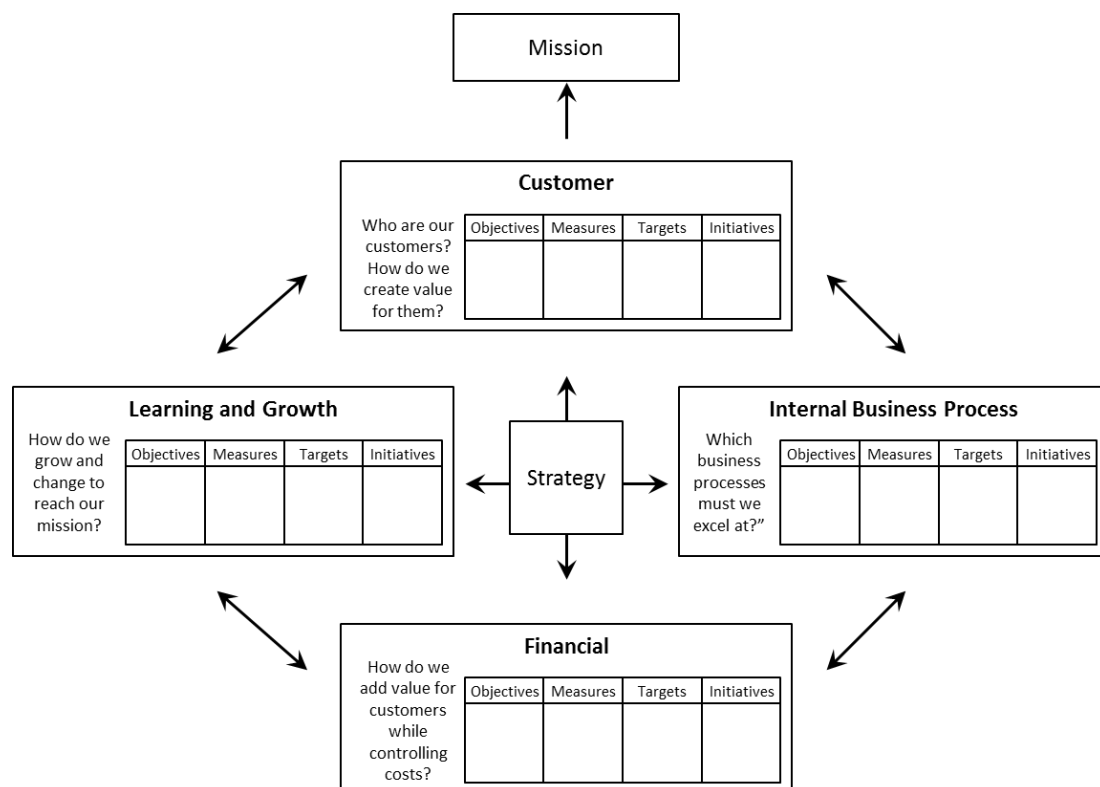 Mission
Customer
Who are our
customers?
How do we
create value
for them?
Objectives Measures Targets Initiatives
Learning and Growth
How do we
grow and
change to
reach our
mission?
Objectives Measures Targets Initiatives
Strategy
Internal Business Process
Which
business
processes
must we
excel at?”
Objectives Measures Targets Initiatives
Financial
How do we
add value for
customers
while
controlling
costs?
Objectives Measures Targets Initiatives